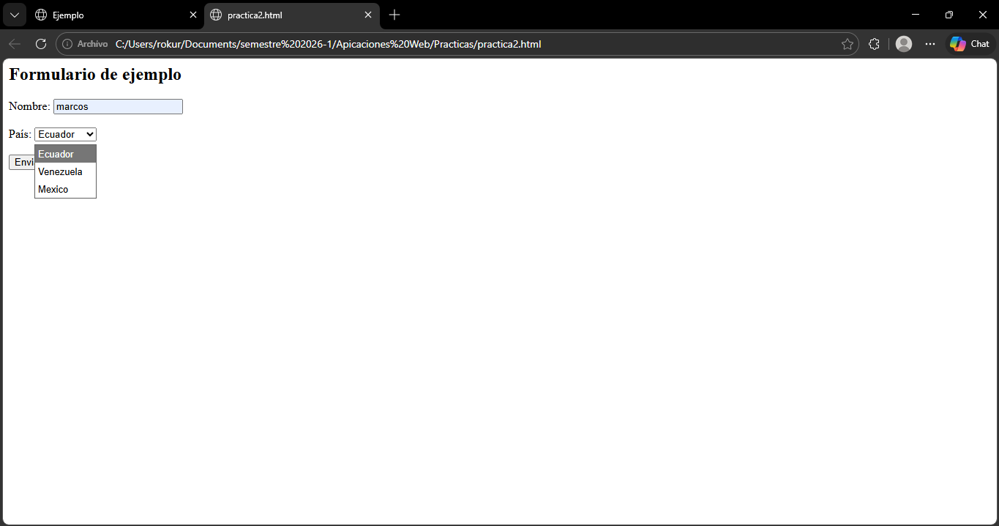 Ejemplo
practica2.html
Archivo C:/Users/rokur/Documents/semestre%202026-1/Apicaciones%20Web/Practicas/practica2.html
Chat
Formulario de ejemplo
Nombre: marcos
País: Ecuador
Ecuador
Envi
Venezuela
Mexico